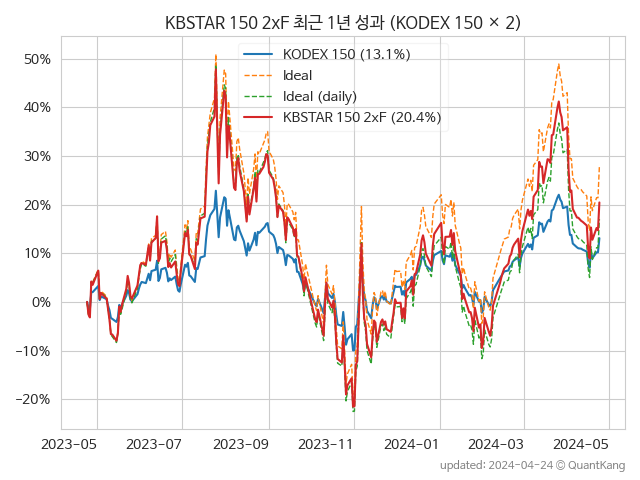 KBSTAR 150 2xF 최근 1년 성과 (KODEX 150 × 2)
KODEX 150 (13.1%)
Ideal
Ideal (daily)
KBSTAR 150 2xF (20.4%)
50%
40%
30%
20%
10%
0%
−10%
−20%
2023-05 2023-07 2023-09 2023-11 2024-01 2024-03 2024-05
updated: 2024-04-24 © QuantKang